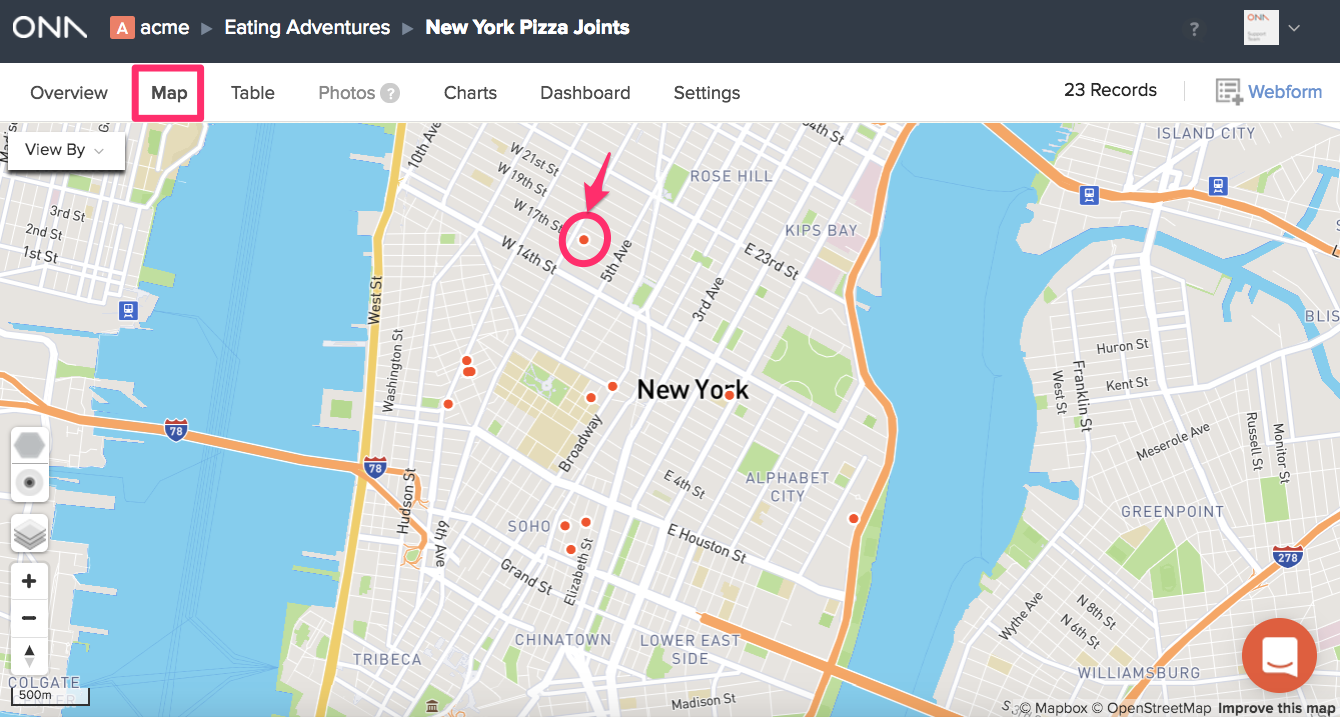 ONA A acme ▸ Eating Adventures ▸ New York Pizza Joints ?
ONA
Support
Team
Overview Map Table Photos ? Charts Dashboard Settings 23 Records Webform
View By
10th Ave
W 21st St
W 19th St
W 17th St
W 14th St
5th Ave
ROSE HILL
KIPS BAY
E 23rd St
3rd Ave
ISLAND CITY
3rd St
2nd St
1st St
West St
Washington St
New York
Broadway
Huron St
Kent St
Franklin St
West St
Meserole Ave
Russell St
Monitor St
78
78
Hudson St
6th Ave
SOHO
E 4th St
ALPHABET
CITY
E Houston St
Grand St
Elizabeth St
GREENPOINT
278
CHINATOWN
LOWER EAST
SIDE
TRIBECA
Madison St
Wythe Ave
N 8th St
N 6th St
WILLIAMSBURG
+
−
COLGATE
500m
© Mapbox © OpenStreetMap Improve this map